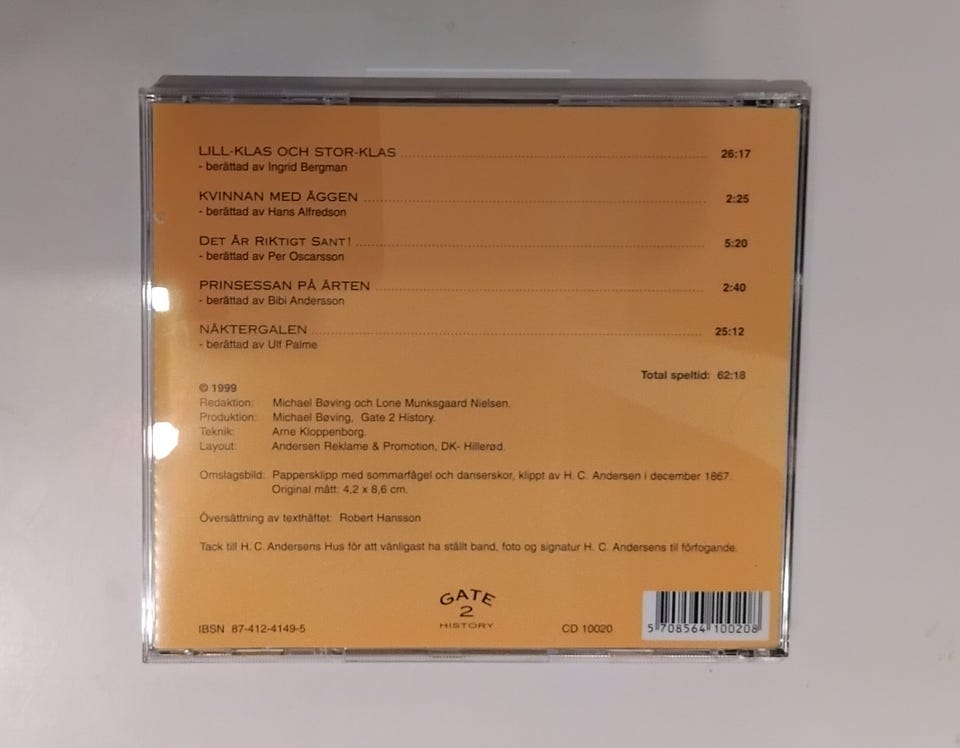 LILL-KLAS OCH STOR-KLAS 26:17
- berättad av Ingrid Bergman
KVINNAN MED ÄGGEN 2:25
- berättad av Hans Alfredson
DET ÄR RIKTIGT SANT! 5:20
- berättad av Per Oscarsson
PRINSESSAN PÅ ÄRTEN 2:40
- berättad av Bibi Andersson
NÄKTERGALEN 25:12
- berättad av Ulf Palme
Total speltid: 62:18
© 1999
Redaktion: Michael Bøving och Lone Munksgaard Nielsen.
Produktion: Michael Bøving, Gate 2 History.
Teknik: Arne Kloppenborg.
Layout: Andersen Reklame & Promotion, DK- Hillerød.
Omslagsbild: Pappersklipp med sommarfågel och danserskor, klippt av H. C. Andersen i december 1867.
Original mått: 4,2 x 8,6 cm.
Översättning av texthäftet: Robert Hansson
Tack till H. C. Andersens Hus för att vänligast ha ställt band, foto og signatur H. C. Andersens til förfogande.
GATE
2
HISTORY
IBSN 87-412-4149-5 CD 10020 5 708564 100208